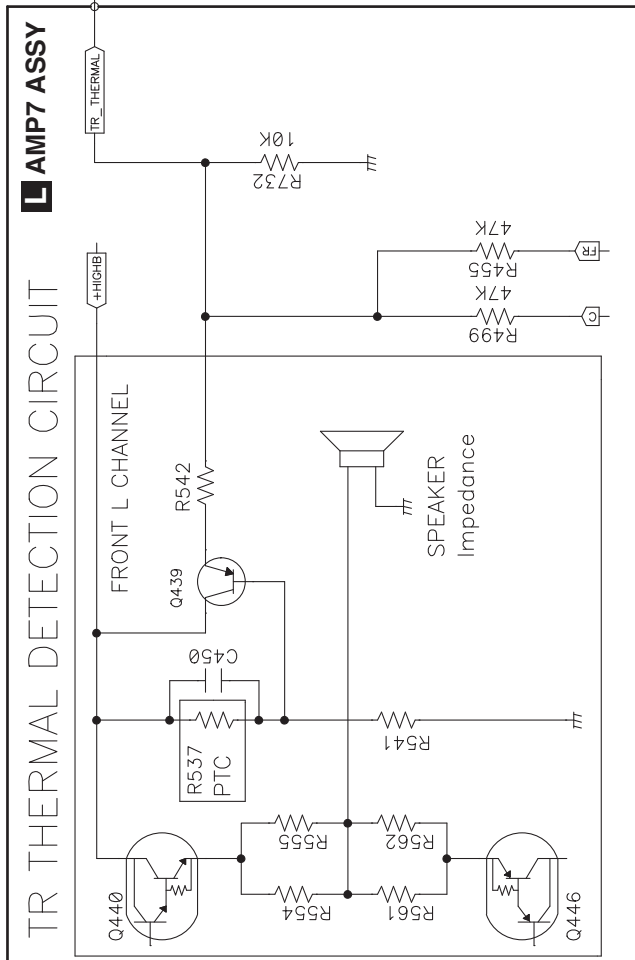 L AMP7 ASSY
TR_THERMAL
TR THERMAL DETECTION CIRCUIT
+HIGHB
R732
10K
R455
47K
FR
R499
47K
C
FRONT L CHANNEL
R542
Q439
SPEAKER
Impedance
C450
R537
PTC
R541
Q440
R555
R554
R562
R561
Q446